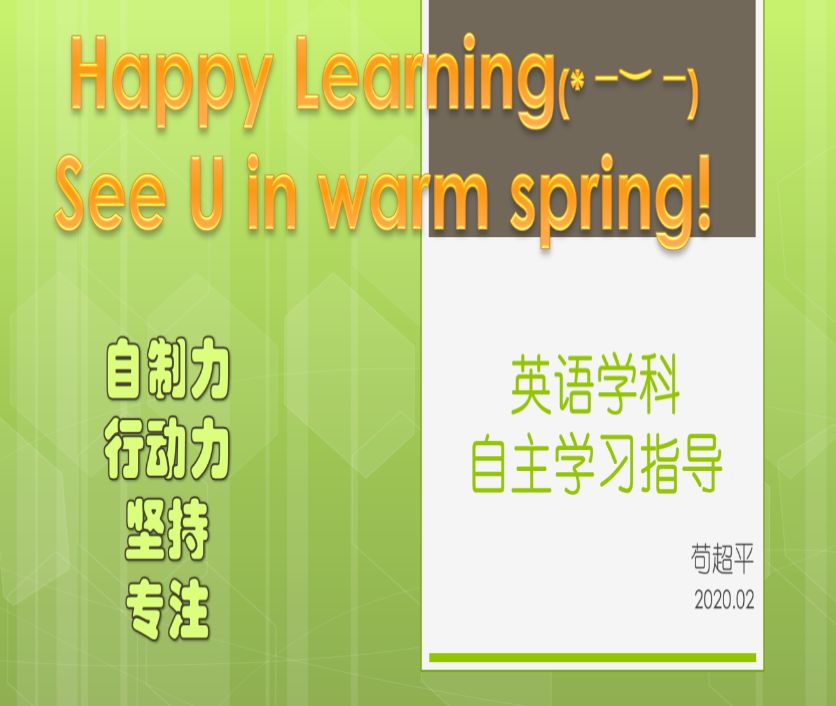 Happy Learning(* ￣︶￣)
See U in warm spring!
自制力
行动力
坚持
专注
英语学科
自主学习指导
苟超平
2020.02